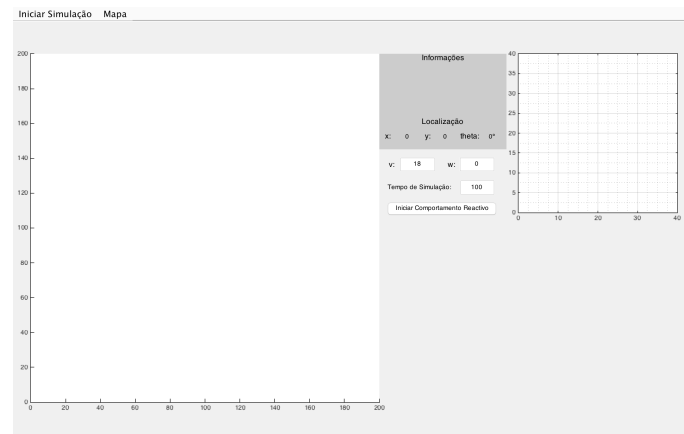 Iniciar Simulação Mapa
200
180
160
140
120
100
80
60
40
20
0
0 20 40 60 80 100 120 140 160 180 200
Informações
Localização
x: 0 y: 0 theta: 0°
v: 18 w: 0
Tempo de Simulação: 100
Iniciar Comportamento Reactivo
40
35
30
25
20
15
10
5
0
0 10 20 30 40